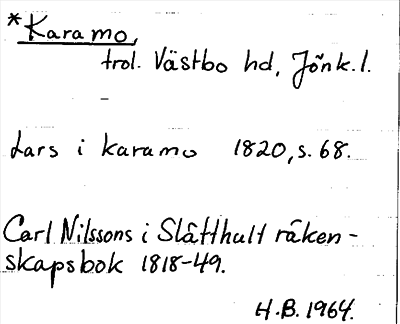 *Karamo,
trol. Västbo hd, Jönk.l.
Lars i karamo 1820, s. 68.
Carl Nilssons i Slätthult räken-
skapsbok 1818-49.
H.B. 1964.